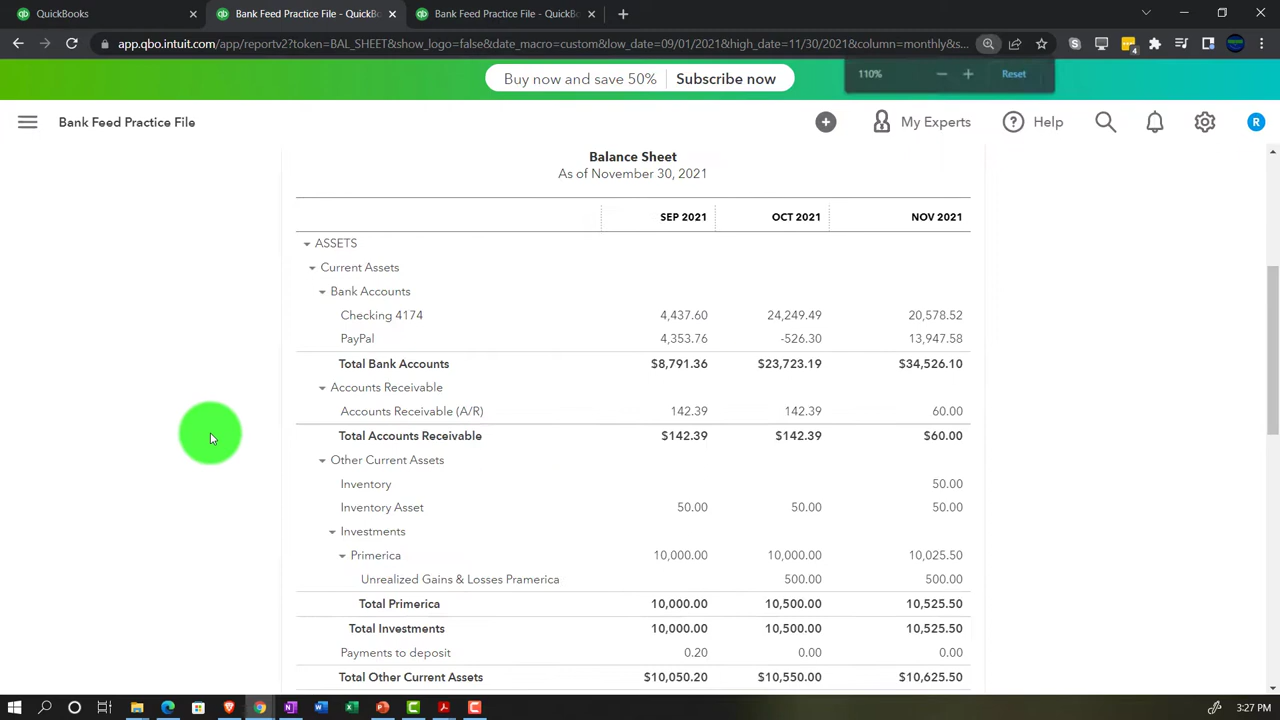 QuickBooks
Bank Feed Practice File - QuickBo
Bank Feed Practice File - QuickBo
app.qbo.intuit.com/app/reportv2?token=BAL_SHEET&show_logo=false&date_macro=custom&low_date=09/01/2021&high_date=11/30/2021&column=monthly&s...
4
Buy now and save 50% Subscribe now
110% Reset
Bank Feed Practice File
My Experts
Help
R
Balance Sheet
As of November 30, 2021
SEP 2021 OCT 2021 NOV 2021
ASSETS
Current Assets
Bank Accounts
Checking 4174 4,437.60 24,249.49 20,578.52
PayPal 4,353.76 -526.30 13,947.58
Total Bank Accounts $8,791.36 $23,723.19 $34,526.10
Accounts Receivable
Accounts Receivable (A/R) 142.39 142.39 60.00
Total Accounts Receivable $142.39 $142.39 $60.00
Other Current Assets
Inventory 50.00
Inventory Asset 50.00 50.00 50.00
Investments
Primerica 10,000.00 10,000.00 10,025.50
Unrealized Gains & Losses Pramerica 500.00 500.00
Total Primerica 10,000.00 10,500.00 10,525.50
Total Investments 10,000.00 10,500.00 10,525.50
Payments to deposit 0.20 0.00 0.00
Total Other Current Assets $10,050.20 $10,550.00 $10,625.50
3:27 PM